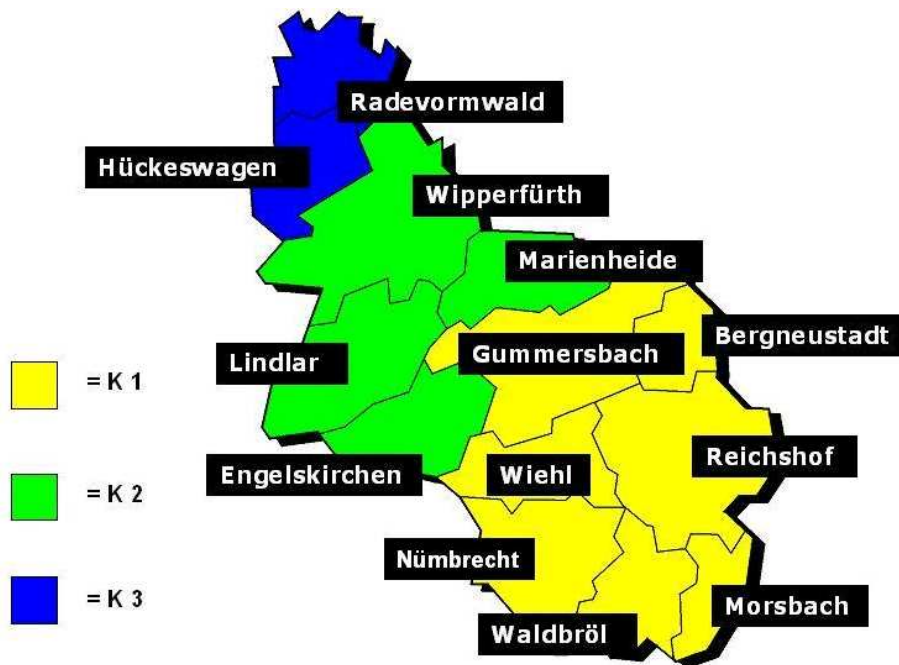 Radevormwald
Hückeswagen
Wipperfürth
Marienheide
Bergneustadt
Lindlar
Gummersbach
= K 1
Reichshof
Engelskirchen
Wiehl
= K 2
Nümbrecht
= K 3
Morsbach
Waldbröl